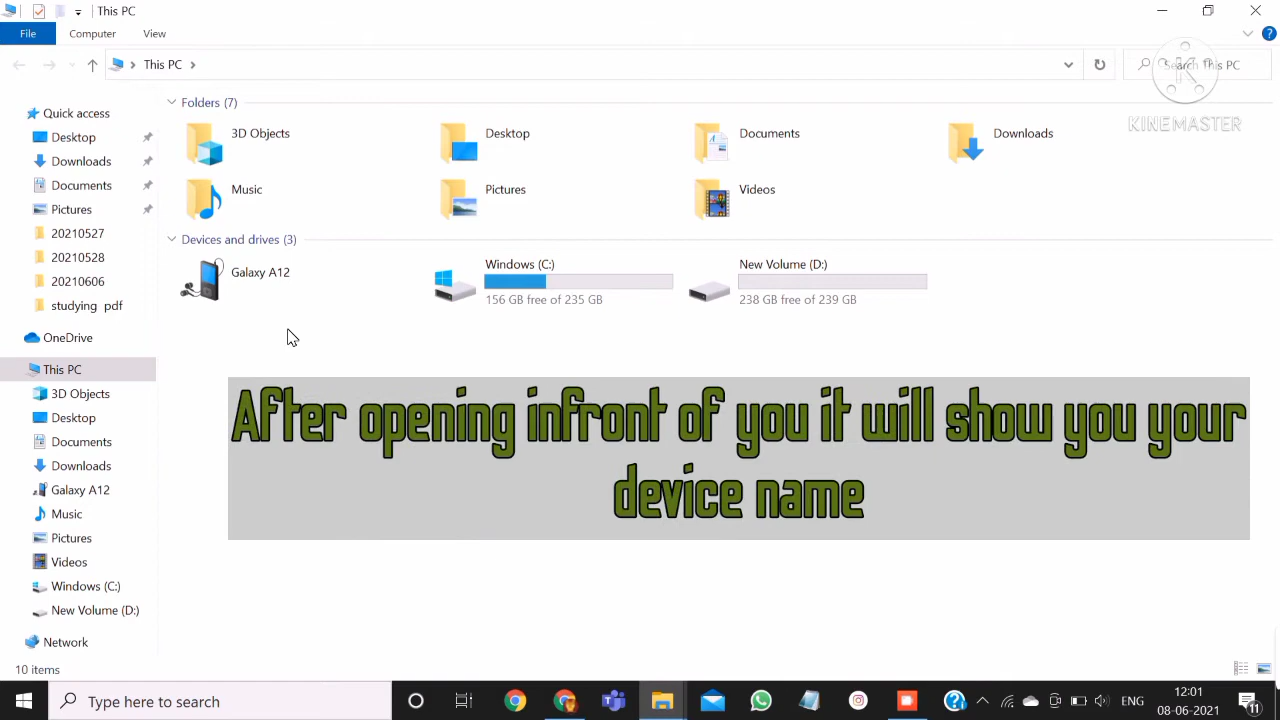 This PC
File
Computer
View
This PC
Search This PC
KINEMASTER
Quick access
Desktop
Downloads
Documents
Pictures
20210527
20210528
20210606
studying pdf
OneDrive
This PC
3D Objects
Desktop
Documents
Downloads
Galaxy A12
Music
Pictures
Videos
Windows (C:)
New Volume (D:)
Network
Folders (7)
3D Objects
Desktop
Documents
Downloads
Music
Pictures
Videos
Devices and drives (3)
Galaxy A12
Windows (C:)
156 GB free of 235 GB
New Volume (D:)
238 GB free of 239 GB
After opening infront of you it will show you your
device name
10 items
Type here to search
ENG
12:01
08-06-2021
11